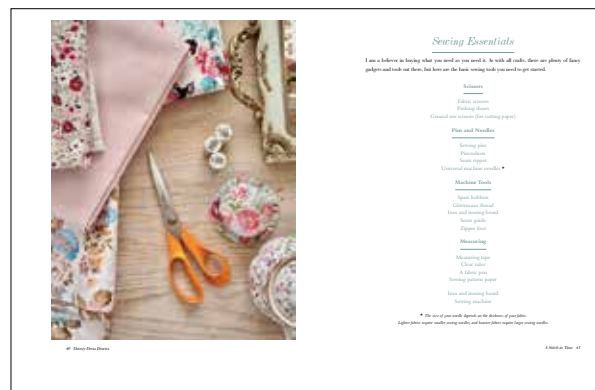 Sewing Essentials
I am a believer in buying what you need as you need it. As with all crafts, there are plenty of fancy
gadgets and tools out there, but here are the basic sewing tools you need to get started.
Scissors
Fabric scissors
Pinking shears
General use scissors (for cutting paper)
Pins and Needles
Sewing pins
Pincushion
Seam ripper
Universal machine needles *
Machine Tools
Spare bobbins
Gütermann thread
Iron and ironing board
Seam guide
Zipper foot
Measuring
Measuring tape
Clear ruler
A fabric pen
Sewing pattern paper
Iron and ironing board
Sewing machine
* The size of your needle depends on the thickness of your fabric.
Lighter fabrics require smaller sewing needles, and heavier fabrics require larger sewing needles.
Dainty Dress Diaries
A Stitch in Time